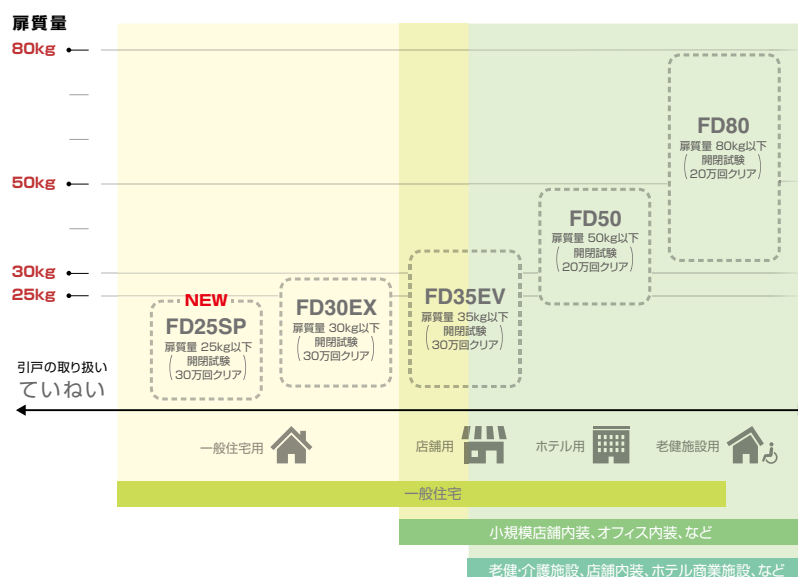 扉質量
80kg
50kg
30kg
25kg
FD80
扉質量 80kg以下
(開閉試験
20万回クリア)
FD50
扉質量 50kg以下
(開閉試験
20万回クリア)
FD35EV
扉質量 35kg以下
(開閉試験
30万回クリア)
FD30EX
扉質量 30kg以下
(開閉試験
30万回クリア)
NEW
FD25SP
扉質量 25kg以下
(開閉試験
30万回クリア)
引戸の取り扱い
ていねい
一般住宅用
店舗用
ホテル用
老健施設用
一般住宅
小規模店舗内装、オフィス内装、など
老健・介護施設、店舗内装、ホテル商業施設、など